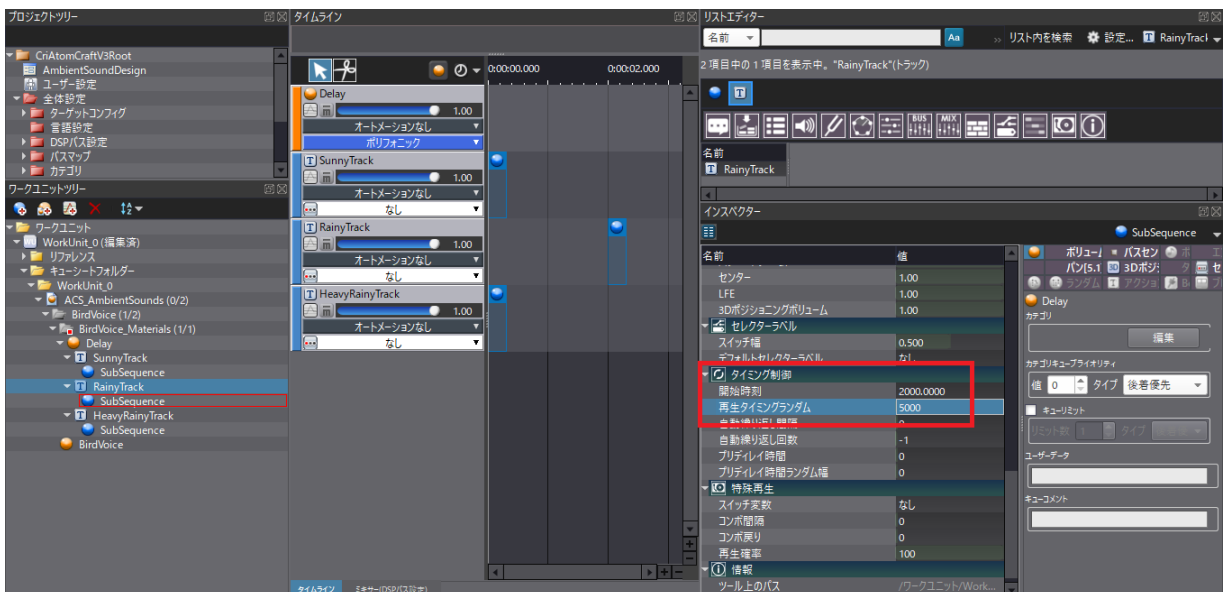 プロジェクトツリー
CriAtomCraftV3Root
AmbientSoundDesign
ユーザー設定
全体設定
ターゲットコンフィグ
言語設定
DSPバス設定
バスマップ
カテゴリ
ワークユニットツリー
ワークユニット
WorkUnit_0 (編集済)
リファレンス
キューシートフォルダー
WorkUnit_0
ACS_AmbientSounds (0/2)
BirdVoice (1/2)
BirdVoice_Materials (1/1)
Delay
SunnyTrack
SubSequence
RainyTrack
SubSequence
HeavyRainyTrack
SubSequence
BirdVoice
タイムライン
0:00:00.000 0:00:02.000
Delay
1.00
オートメーションなし
ポリフォニック
SunnyTrack
1.00
オートメーションなし
なし
RainyTrack
1.00
オートメーションなし
なし
HeavyRainyTrack
1.00
オートメーションなし
なし
タイムライン ミキサー(DSPバス設定)
リストエディター
名前 Aa » リスト内を検索 設定... RainyTrac
2 項目中の 1 項目を表示中。"RainyTrack"(トラック)
BUS MIX
名前
RainyTrack
インスペクター
SubSequence
名前 値
センター 1.00
LFE 1.00
3Dポジショニングボリューム 1.00
セレクターラベル
スイッチ幅 0.500
デフォルトセレクターラベル なし
タイミング制御
開始時刻 2000.0000
再生タイミングランダム 5000
自動繰り返し間隔 0
自動繰り返し回数 -1
プリディレイ時間 0
プリディレイ時間ランダム幅 0
特殊再生
スイッチ変数 なし
コンボ間隔 0
コンボ戻り 0
再生確率 100
情報
ツール上のパス /ワークユニット/Work...
ボリューム バスセン
パン[5.1 3Dポジ
ランダム アクショ
Delay
カテゴリ
編集
カテゴリキュープライオリティ
値 0 タイプ 後着優先
キューリミット
リミット数 1 タイプ
ユーザーデータ
キューコメント